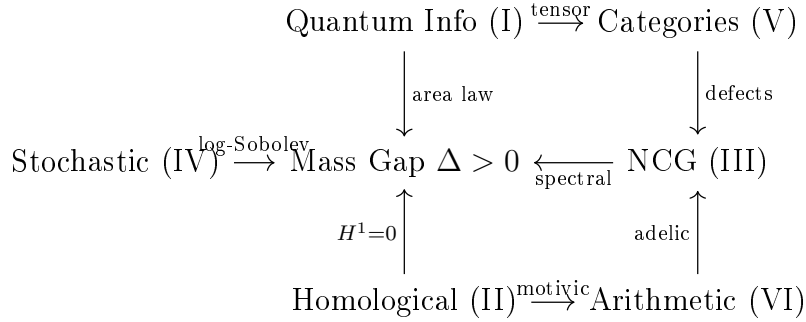 Quantum Info (I) tensor Categories (V)
area law defects
Stochastic (IV) log-Sobolev Mass Gap Δ > 0 spectral NCG (III)
H¹=0 adelic
Homological (II) motivic Arithmetic (VI)